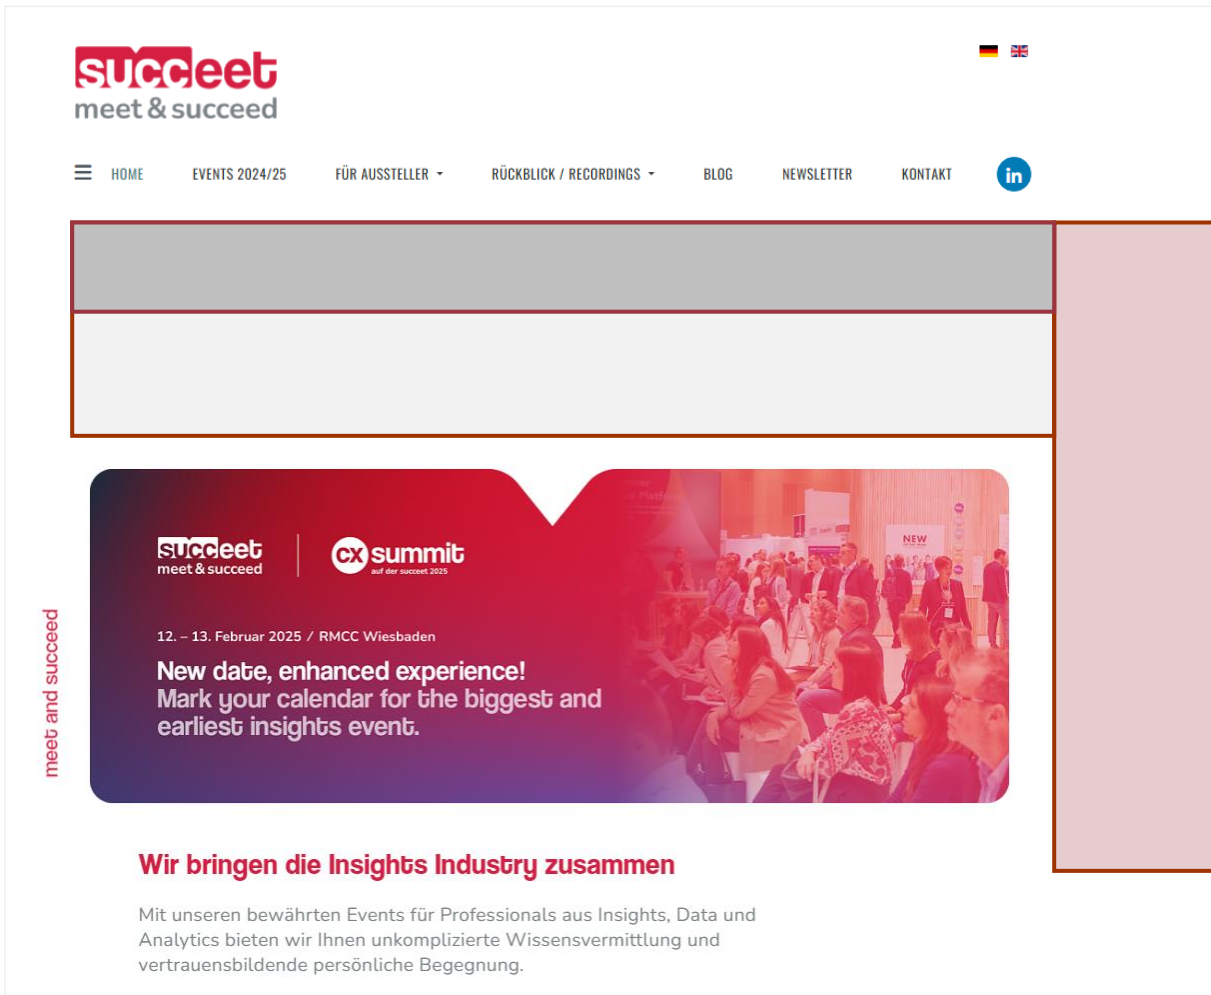 succeet
meet & succeed
HOME
EVENTS 2024/25
FÜR AUSSTELLER
RÜCKBLICK / RECORDINGS
BLOG
NEWSLETTER
KONTAKT
in
succeet
meet & succeed
cx summit
auf der succeet 2025
NEW
12. – 13. Februar 2025 / RMCC Wiesbaden
New date, enhanced experience!
Mark your calendar for the biggest and
earliest insights event.
meet and succeed
Wir bringen die Insights Industry zusammen
Mit unseren bewährten Events für Professionals aus Insights, Data und
Analytics bieten wir Ihnen unkomplizierte Wissensvermittlung und
vertrauensbildende persönliche Begegnung.